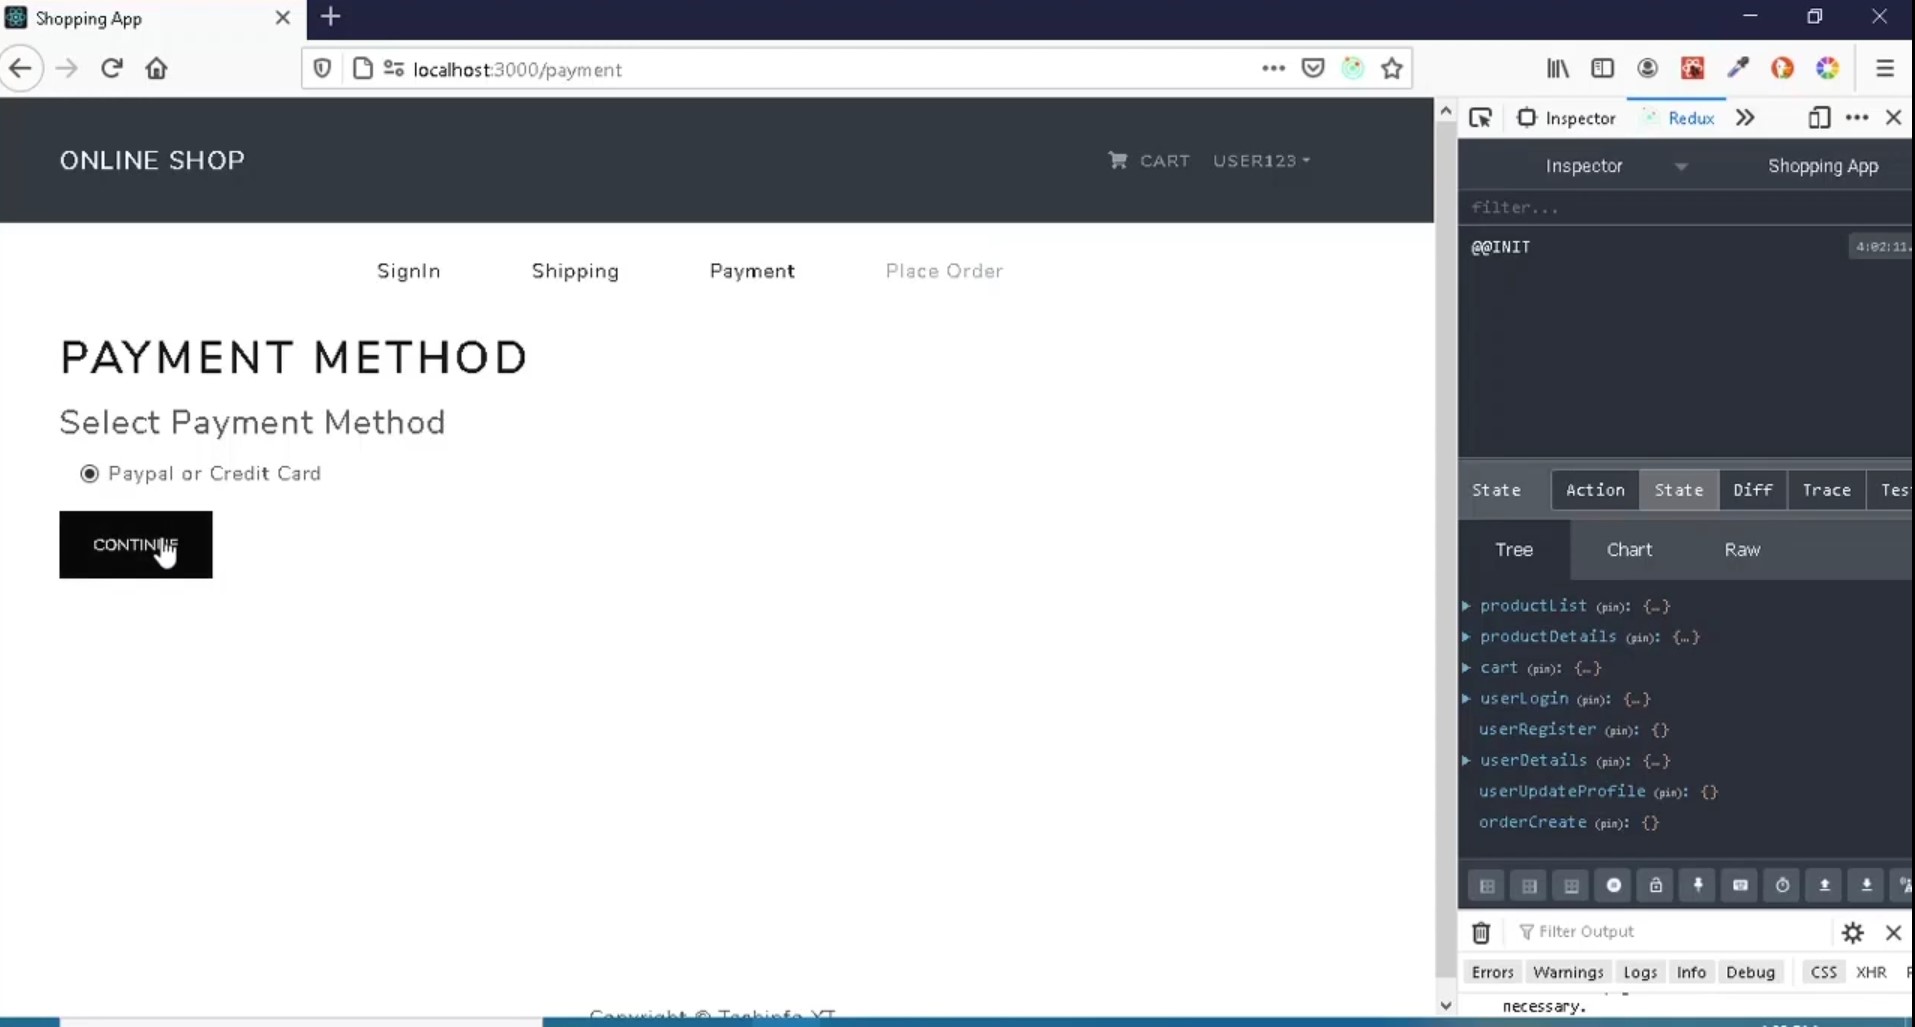 Shopping App
localhost:3000/payment
ONLINE SHOP
CART
USER123
SignIn
Shipping
Payment
Place Order
PAYMENT METHOD
Select Payment Method
Paypal or Credit Card
CONTINUE
Copyright © Techinfo YT
Inspector
Redux
Inspector
Shopping App
filter...
@@INIT
4:02:11.
State
Action
State
Diff
Trace
Tes
Tree
Chart
Raw
productList (pin): {…}
productDetails (pin): {…}
cart (pin): {…}
userLogin (pin): {…}
userRegister (pin): {}
userDetails (pin): {…}
userUpdateProfile (pin): {}
orderCreate (pin): {}
Filter Output
Errors
Warnings
Logs
Info
Debug
CSS
XHR
necessary.